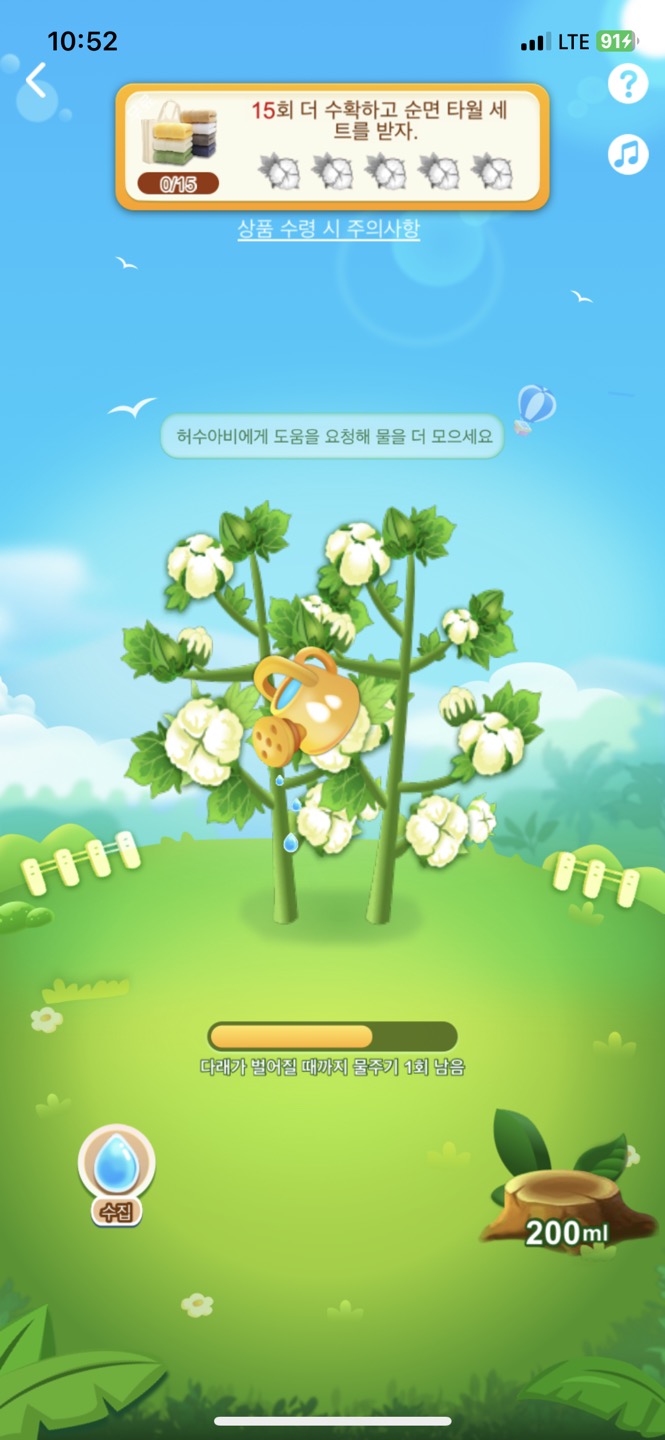 10:52
LTE
91
15회 더 수확하고 순면 타월 세
트를 받자.
0/15
상품 수령 시 주의사항
허수아비에게 도움을 요청해 물을 더 모으세요
다래가 벌어질 때까지 물주기 1회 남음
수집
200ml